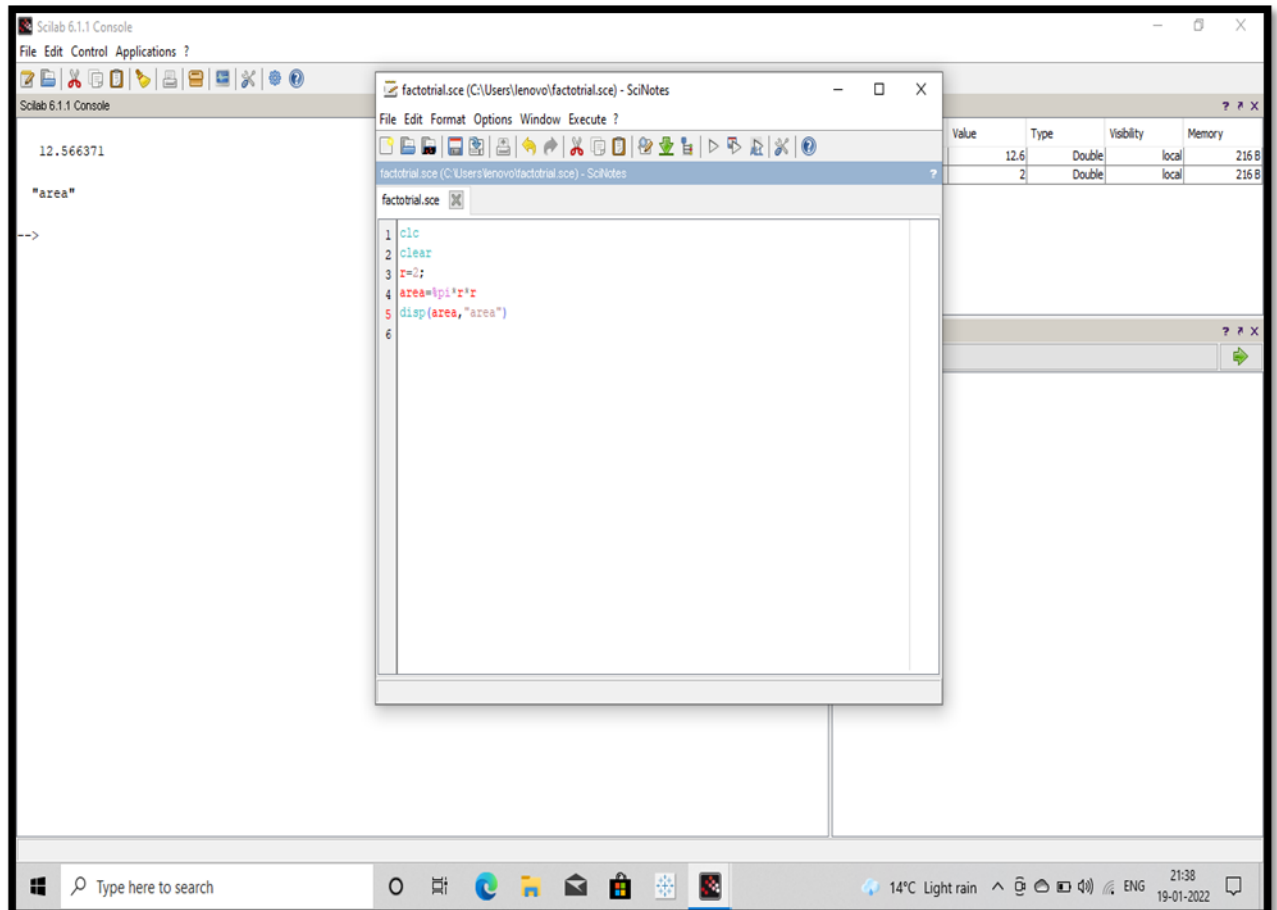 Scilab 6.1.1 Console
File Edit Control Applications ?
Scilab 6.1.1 Console
12.566371
"area"
-->
factotrial.sce (C:\Users\lenovo\factotrial.sce) - SciNotes
File Edit Format Options Window Execute ?
factotrial.sce (C:\Users\lenovo\factotrial.sce) - SciNotes ?
factotrial.sce
1 clc
2 clear
3 r=2;
4 area=%pi*r*r
5 disp(area,"area")
6
? X
Value Type Visibility Memory
12.6 Double local 216 B
2 Double local 216 B
? X
Type here to search
14°C Light rain ENG 21:38
19-01-2022